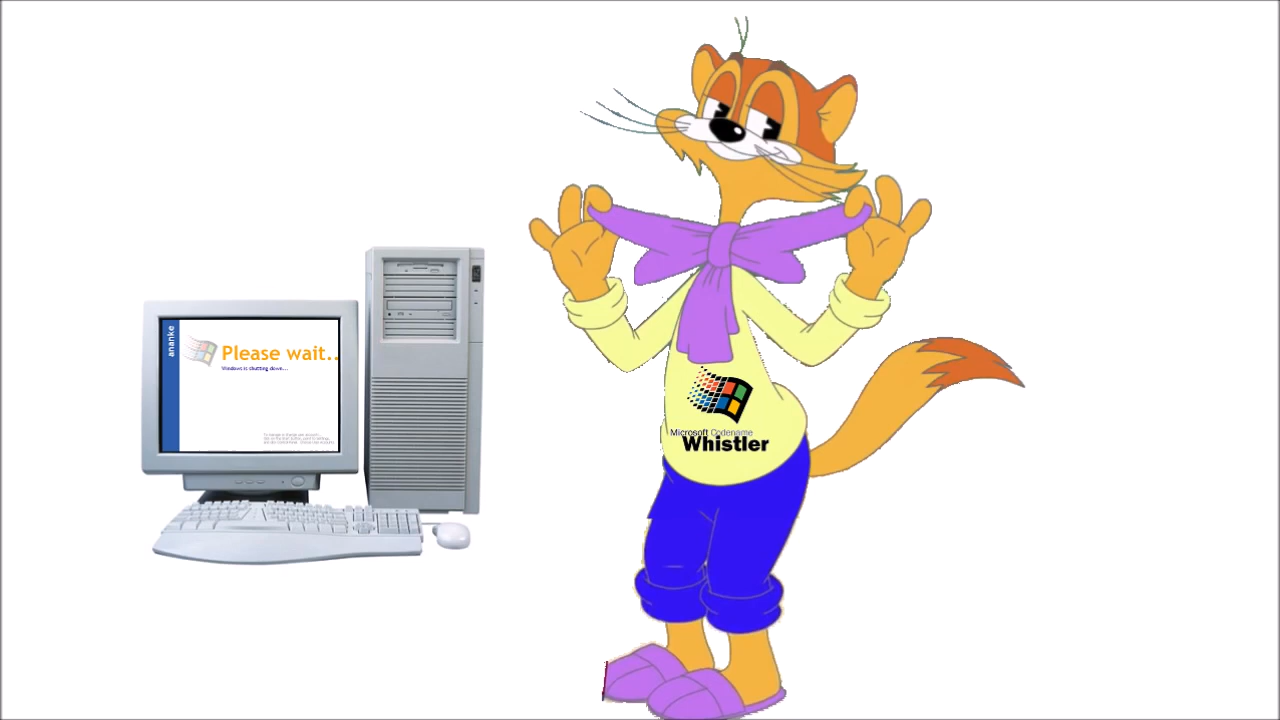 ananke
Please wait..
Windows is shutting down...
Microsoft Codename
Whistler